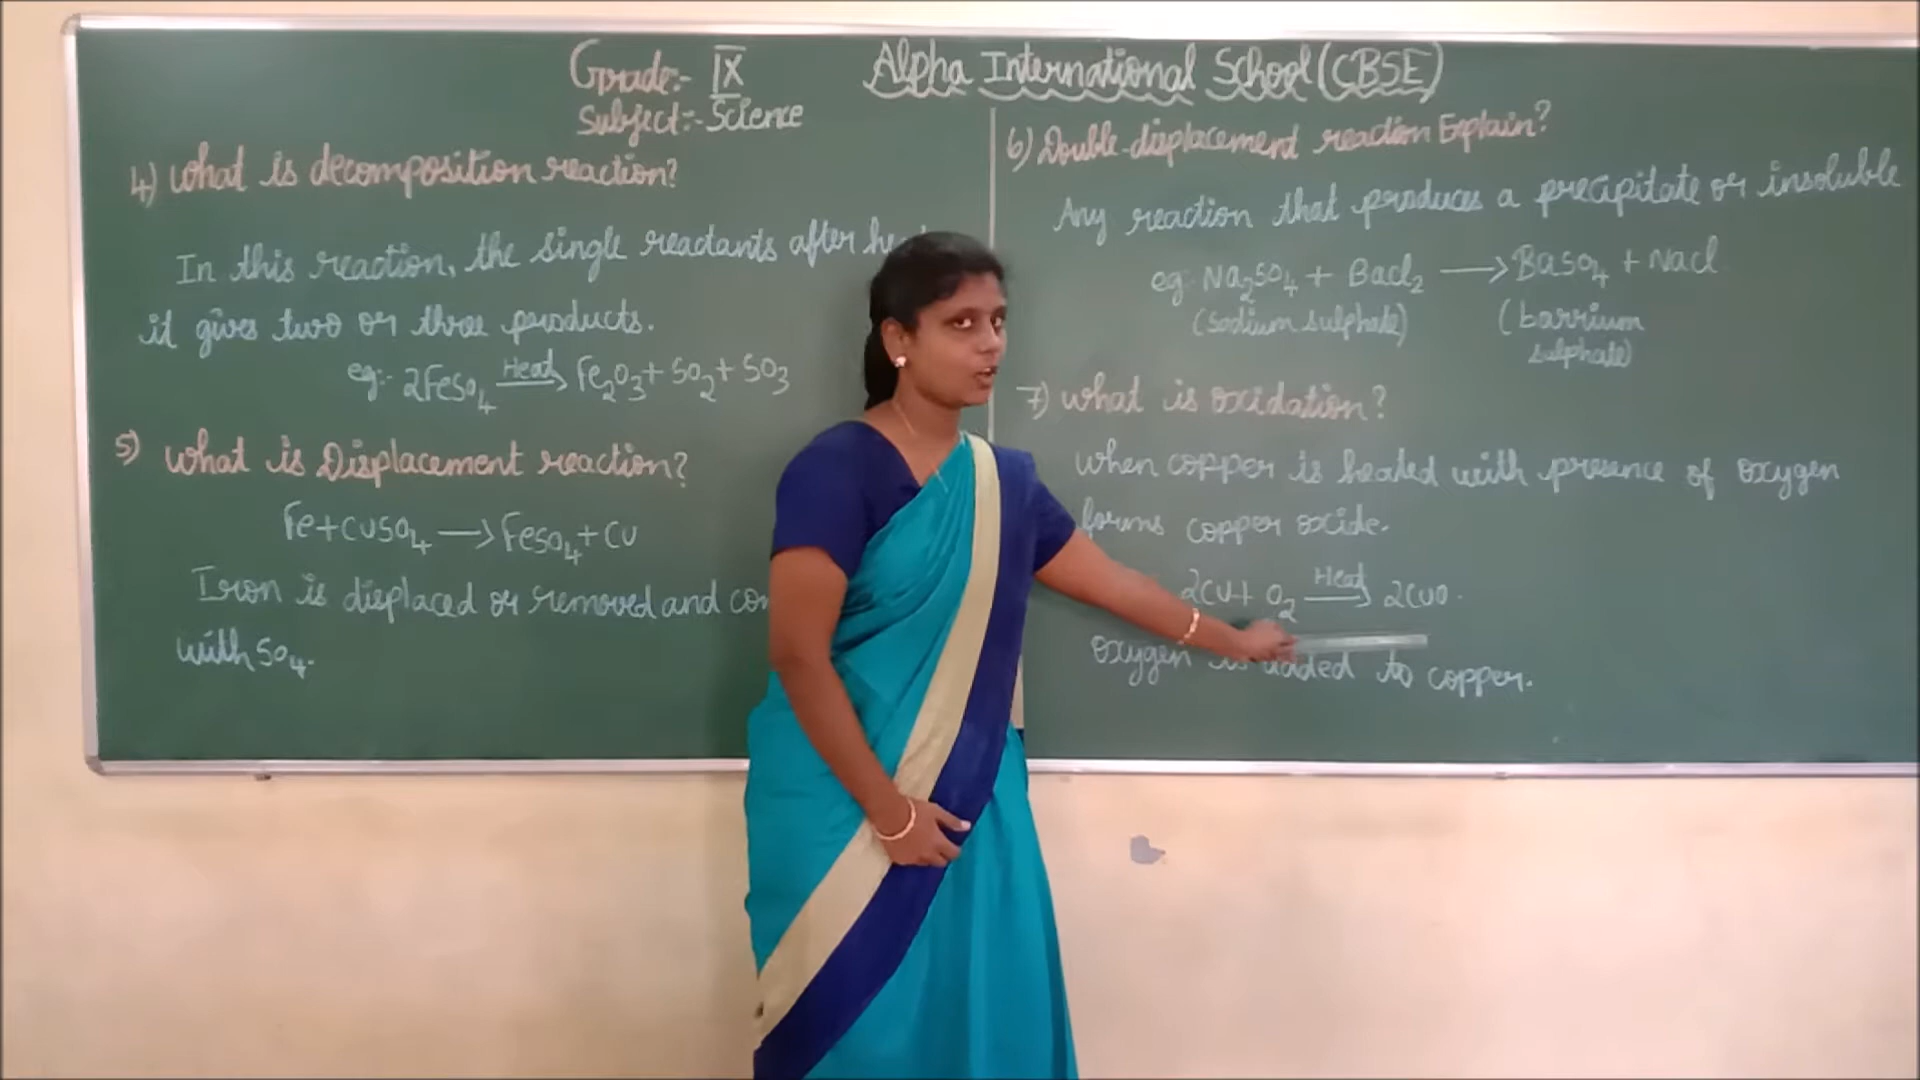 Grade:- IX
Subject:- Science
Alpha International School (CBSE)
4) What is decomposition reaction?
In this reaction, the single reactants after
it gives two or three products.
eg:- 2FeSO4 Heat → Fe2O3 + SO2 + SO3
5) What is Displacement reaction?
Fe + CuSO4 → FeSO4 + Cu
Iron is displaced or removed and
with SO4.
6) Double-displacement reaction Explain?
Any reaction that produces a precipitate or insoluble
eg:- Na2SO4 + BaCl2 → BaSO4 + NaCl
(Sodium sulphate) (barrium
sulphate)
7) What is oxidation?
When copper is heated with presence of oxygen
forms copper oxide.
2Cu + O2 Heat → 2CuO.
Oxygen is added to copper.